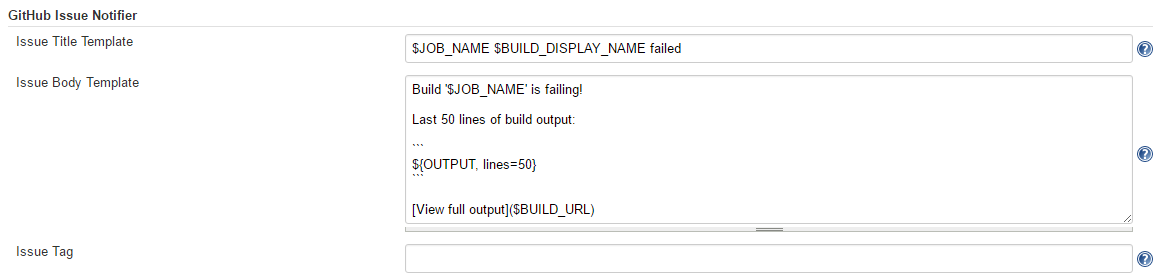 GitHub Issue Notifier
Issue Title Template
$JOB_NAME $BUILD_DISPLAY_NAME failed
Issue Body Template
Build '$JOB_NAME' is failing!
Last 50 lines of build output:
```
${OUTPUT, lines=50}
```
[View full output]($BUILD_URL)
Issue Tag